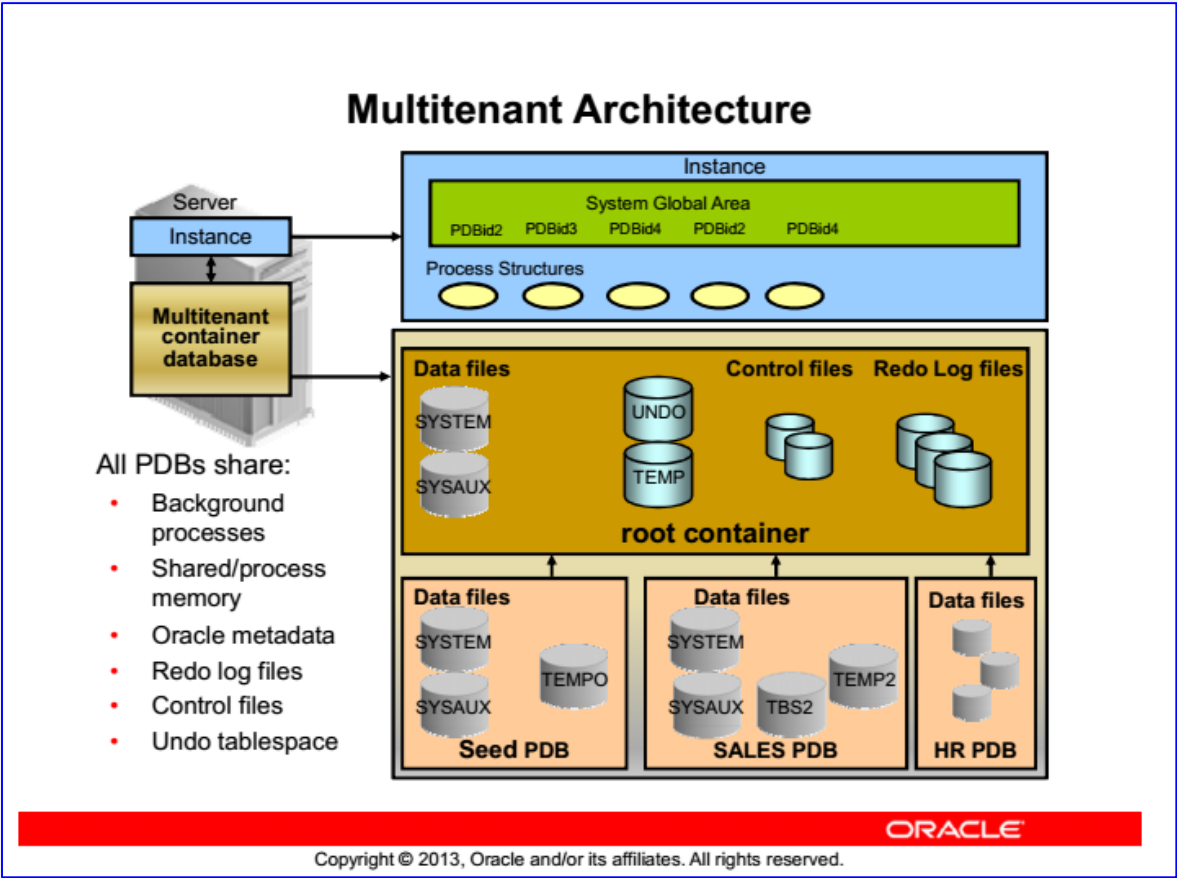 Multitenant Architecture
Server
Instance
Multitenant
container
database
All PDBs share:
• Background
processes
• Shared/process
memory
• Oracle metadata
• Redo log files
• Control files
• Undo tablespace
Instance
System Global Area
PDBid2 PDBid3 PDBid4 PDBid2 PDBid4
Process Structures
Data files Control files Redo Log files
SYSTEM
SYSAUX
UNDO
TEMP
root container
Data files
SYSTEM
SYSAUX
TEMPO
Seed PDB
Data files
SYSTEM
SYSAUX
TBS2
TEMP2
SALES PDB
Data files
HR PDB
ORACLE
Copyright © 2013, Oracle and/or its affiliates. All rights reserved.